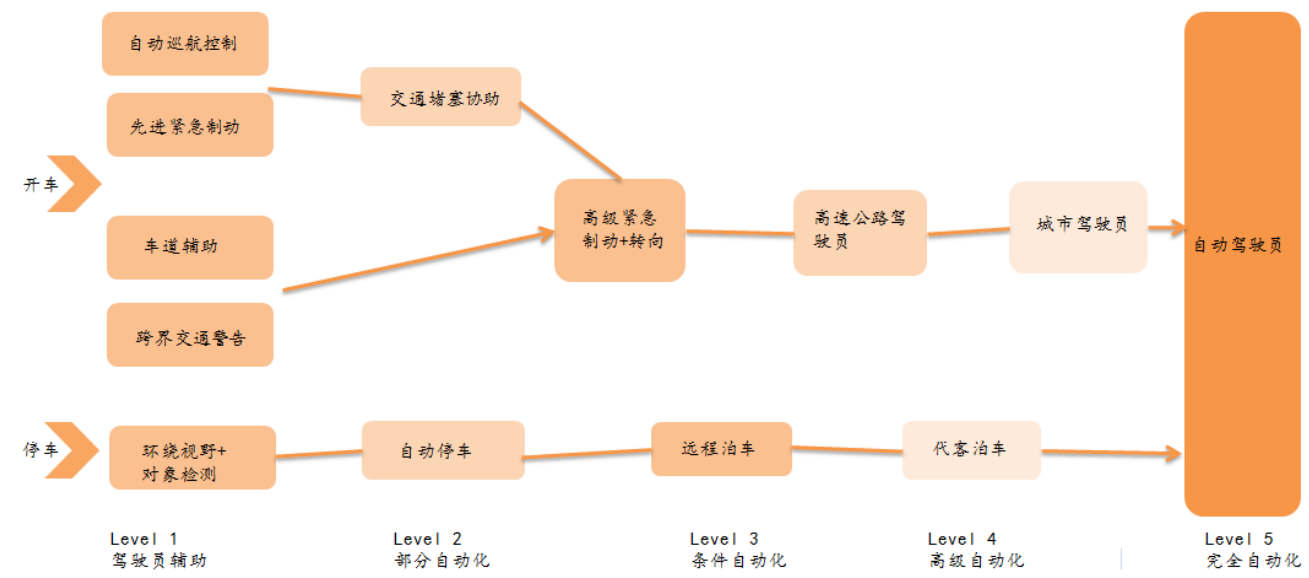 自动巡航控制
先进紧急制动
交通堵塞协助
开车
车道辅助
跨界交通警告
高级紧急
制动+转向
高速公路驾
驶员
城市驾驶员
自动驾驶员
停车
环绕视野+
对象检测
自动停车
远程泊车
代客泊车
Level 1
驾驶员辅助
Level 2
部分自动化
Level 3
条件自动化
Level 4
高级自动化
Level 5
完全自动化